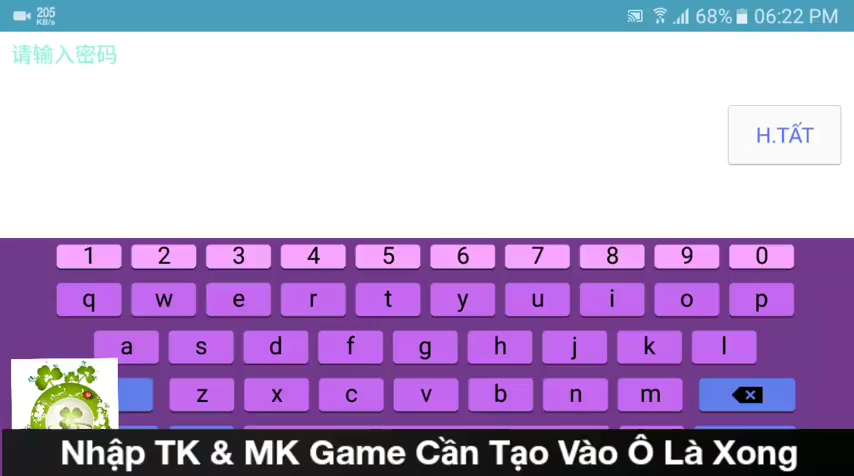 205
KB/s
68% 06:22 PM
请输入密码
H.TẤT
1 2 3 4 5 6 7 8 9 0
q w e r t y u i o p
a s d f g h j k l
z x c v b n m
Nhập TK & MK Game Cần Tạo Vào Ô Là Xong